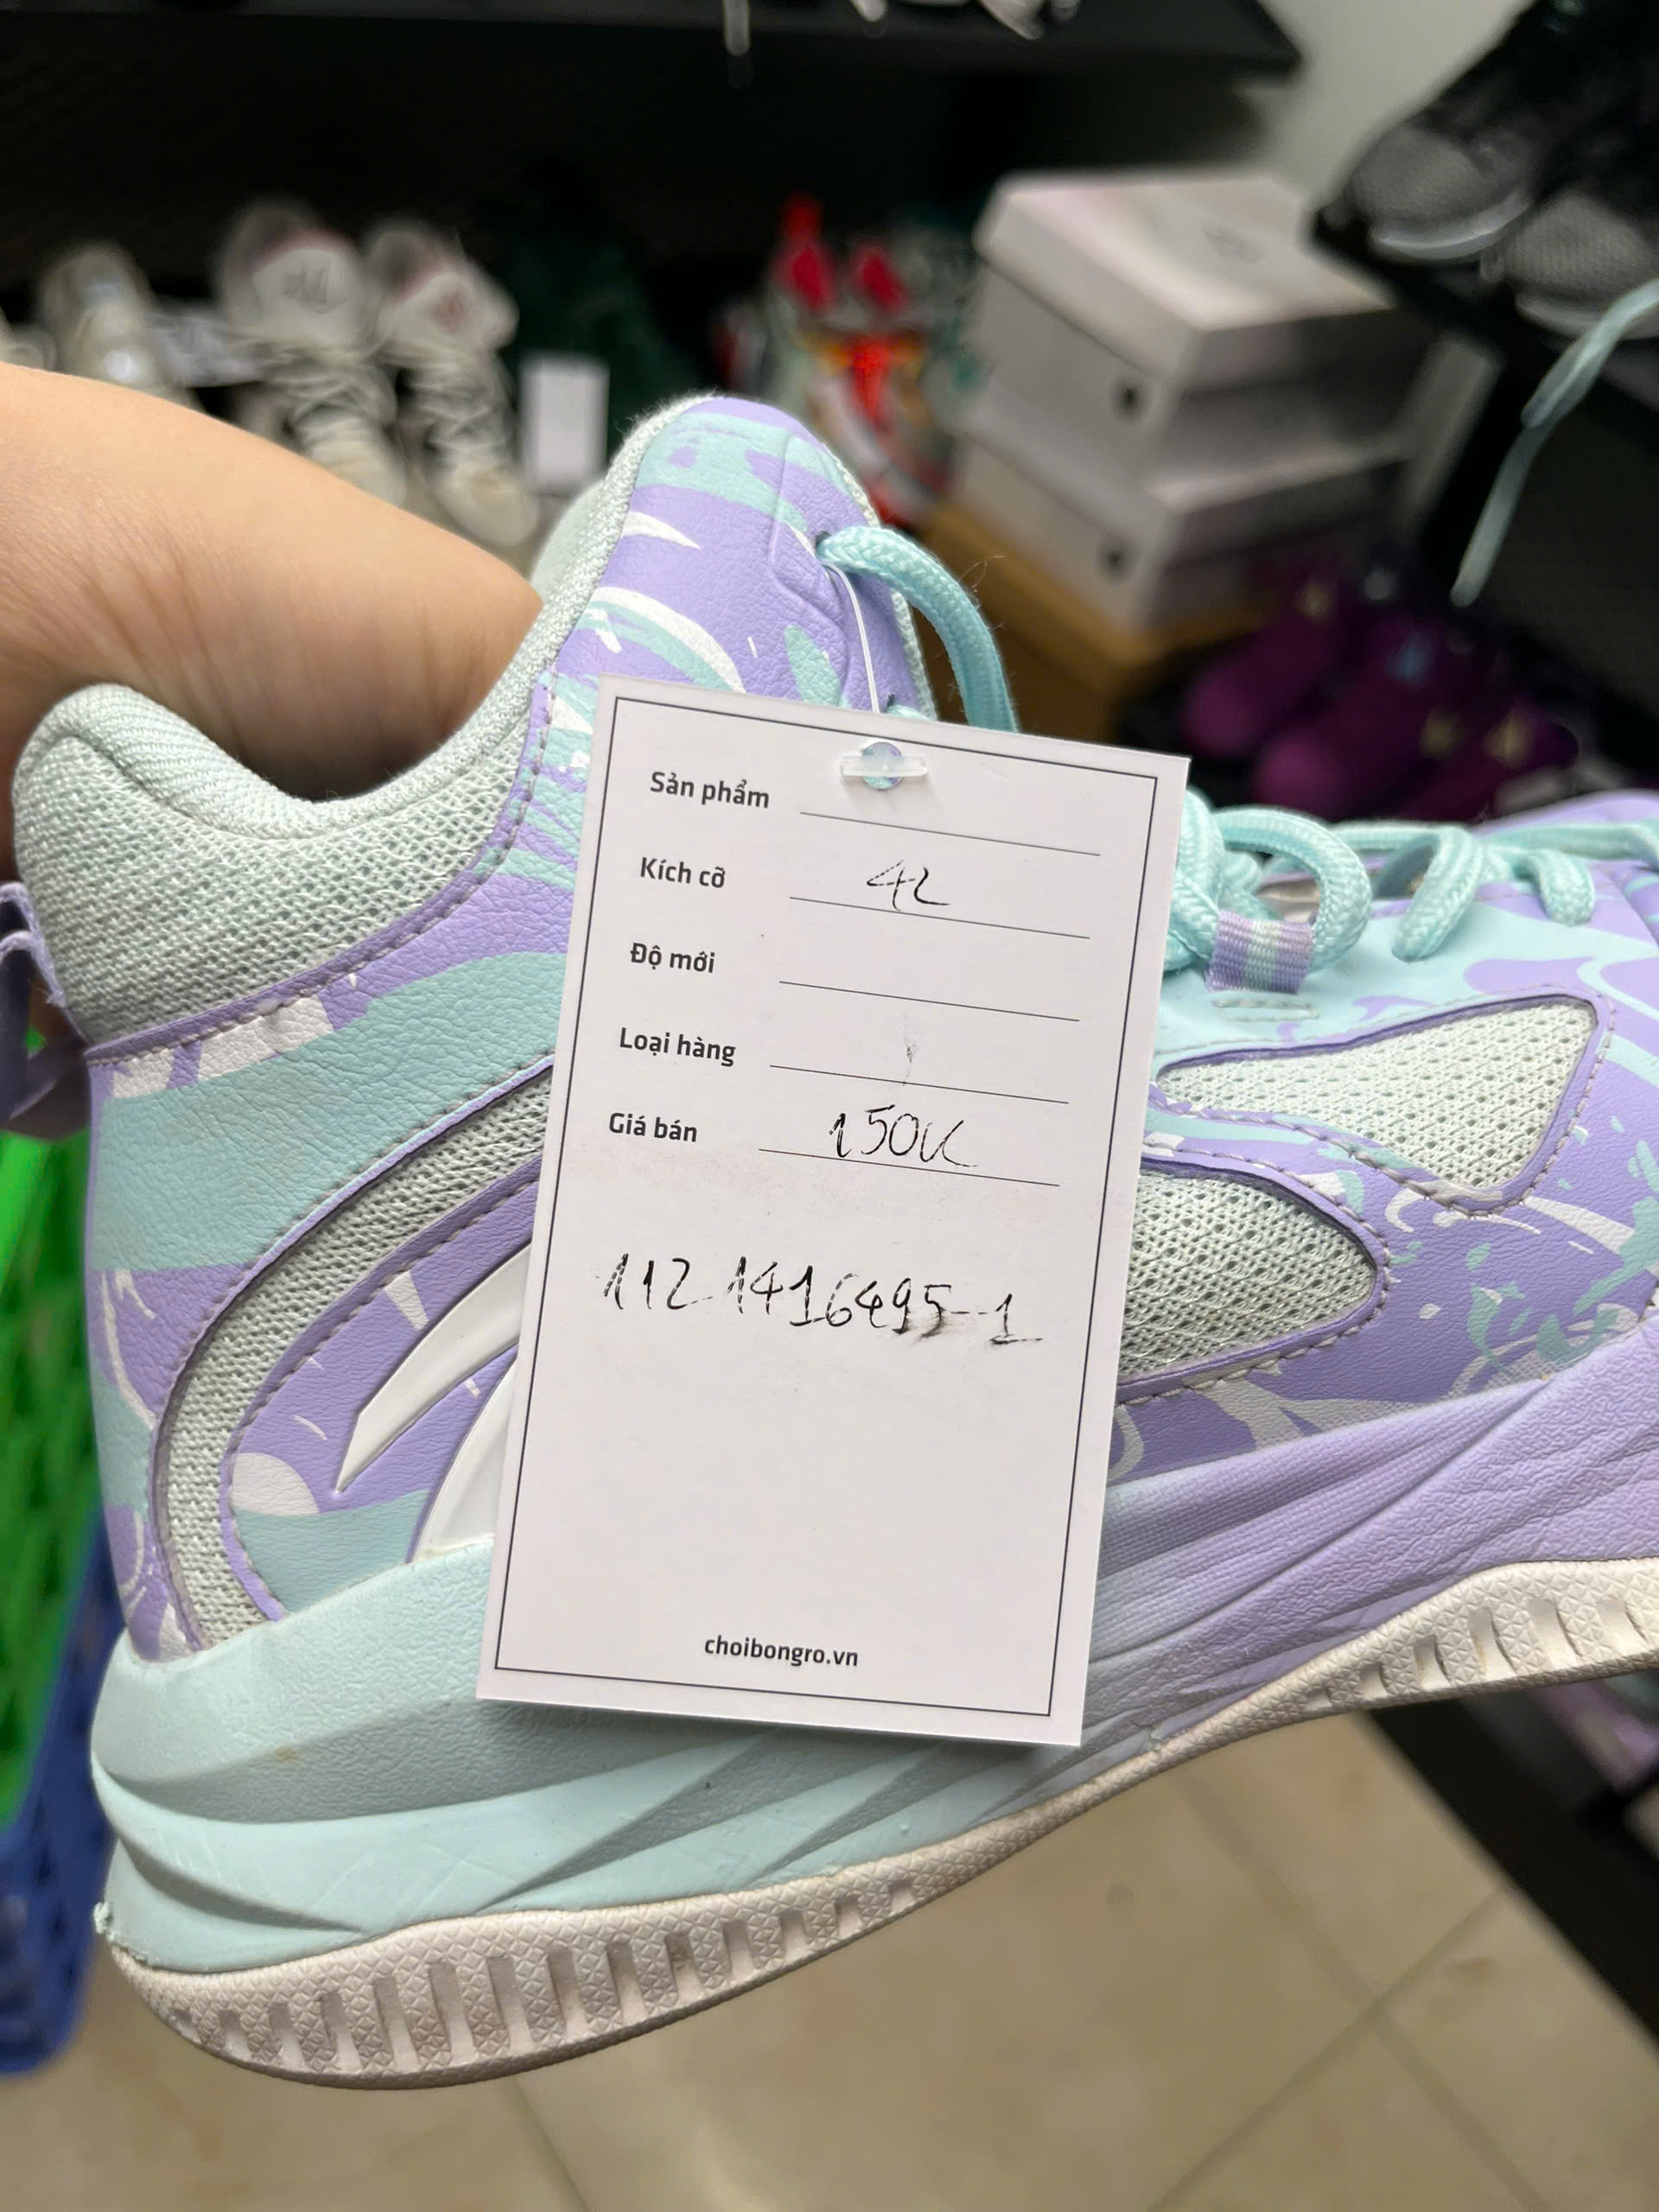 Sản phẩm
Kích cỡ 42
Độ mới
Loại hàng
Giá bán 150K
112 1416495-1
choibongro.vn